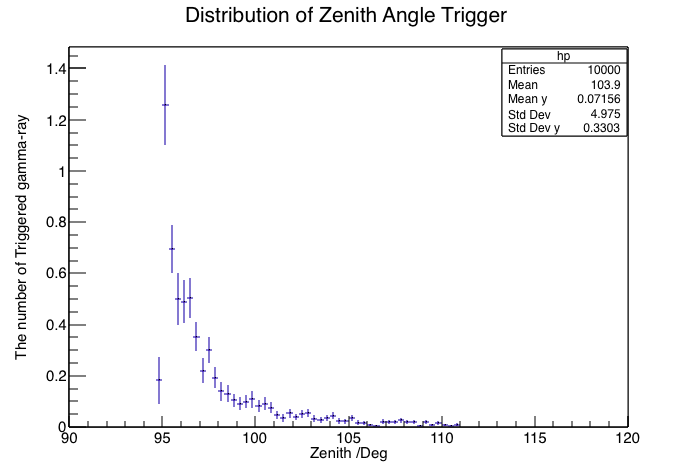 Distribution of Zenith Angle Trigger
hp
Entries 10000
Mean 103.9
Mean y 0.07156
Std Dev 4.975
Std Dev y 0.3303
The number of Triggered gamma-ray
1.4
1.2
1
0.8
0.6
0.4
0.2
0
90 95 100 105 110 115 120
Zenith /Deg